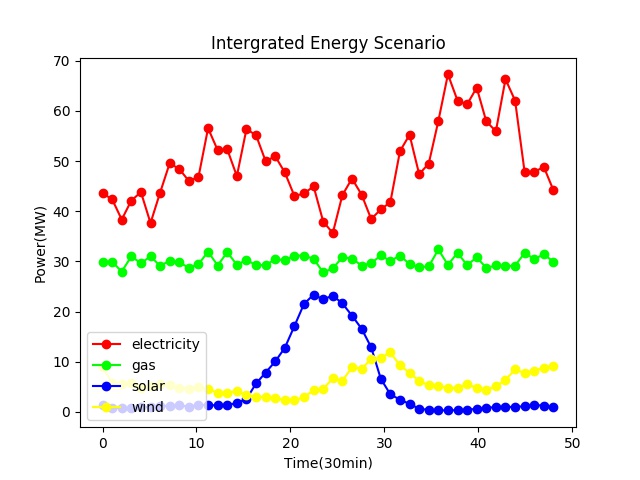 Intergrated Energy Scenario
Power(MW)
70
60
50
40
30
20
10
0
electricity
gas
solar
wind
0 10 20 30 40 50
Time(30min)